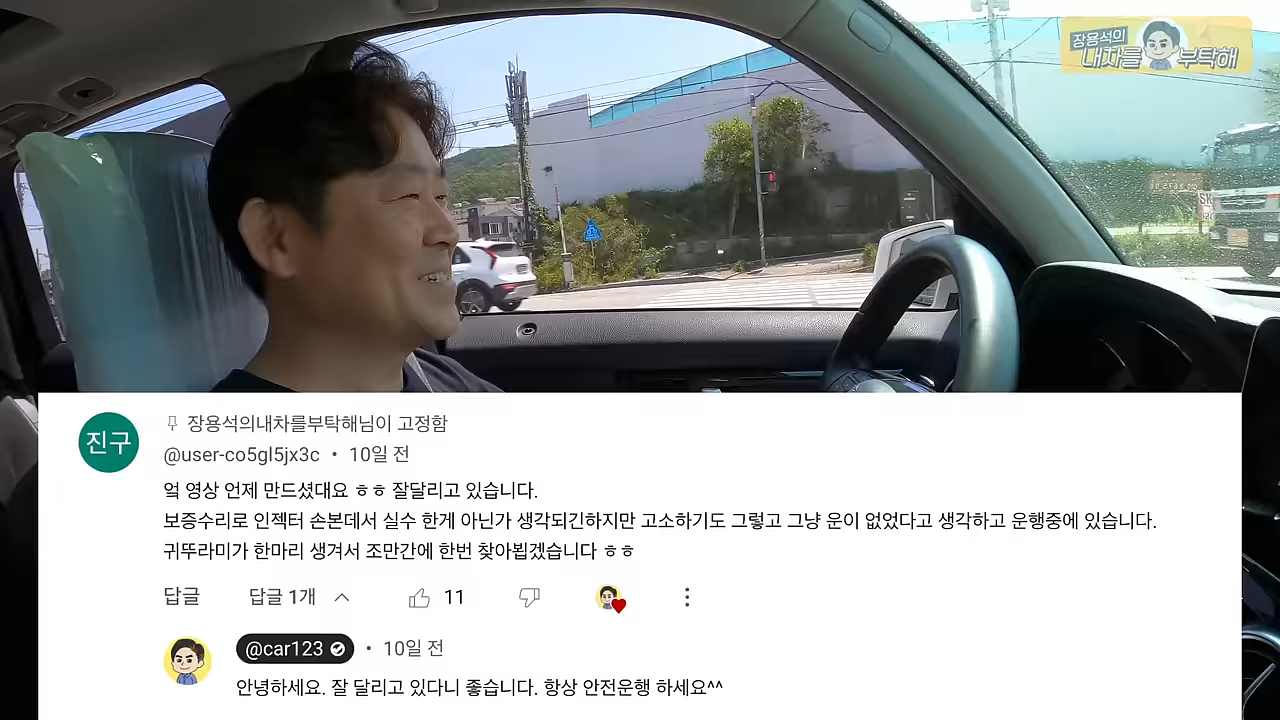 장용석의
내차를 부탁해
진구
장용석의내차를부탁해님이 고정함
@user-co5gl5jx3c • 10일 전
엌 영상 언제 만드셨대요 ㅎㅎ 잘달리고 있습니다.
보증수리로 인젝터 손본데서 실수 한게 아닌가 생각되긴하지만 고소하기도 그렇고 그냥 운이 없었다고 생각하고 운행중에 있습니다.
귀뚜라미가 한마리 생겨서 조만간에 한번 찾아뵙겠습니다 ㅎㅎ
답글 답글 1개 11
@car123 • 10일 전
안녕하세요. 잘 달리고 있다니 좋습니다. 항상 안전운행 하세요^^